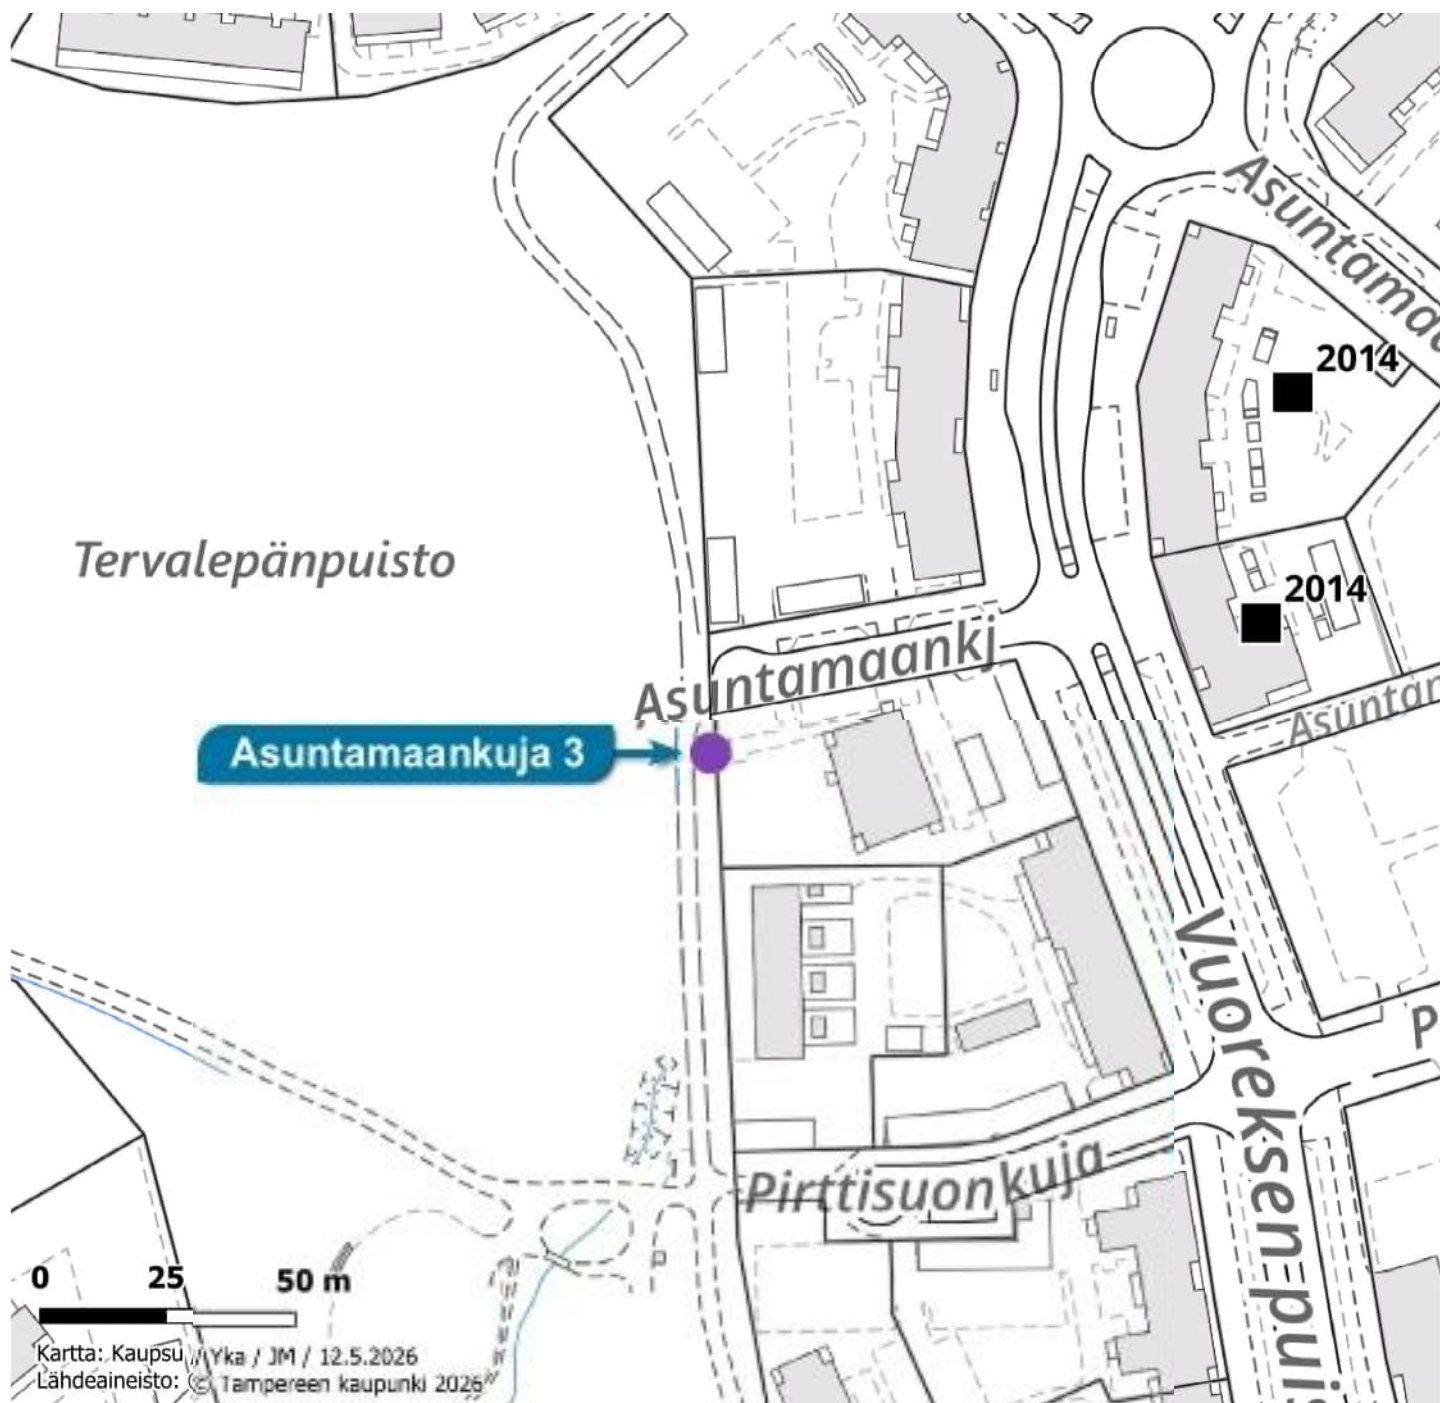 Asuntamaa
2014
Tervalepänpuisto
2014
Asuntamaankj
Asuntam
Asuntamaankuja 3
Vuoreksen-puis
P
Pirttisuonkuja
0 25 50 m
Kartta: Kaupsu / Yka / JM / 12.5.2026
Lähdeaineisto: © Tampereen kaupunki 2026